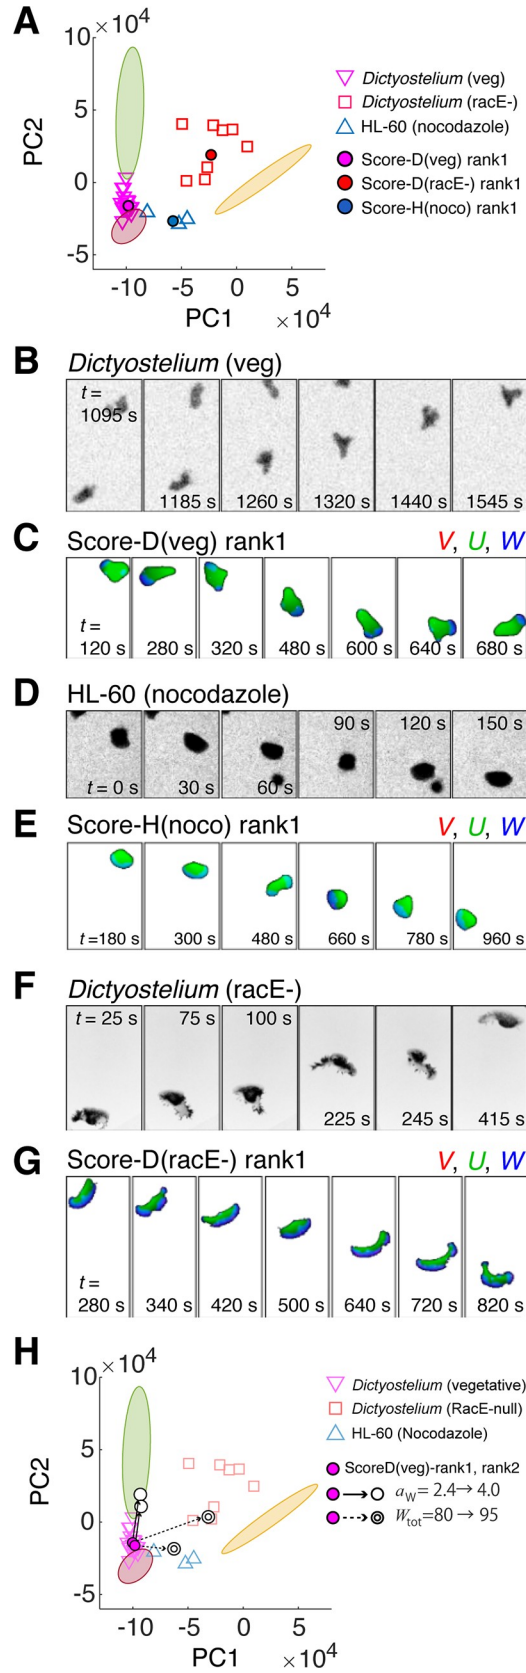 A
10 ×10⁴
5
0
-5
PC2
-10 -5 0 5
PC1 ×10⁴
Dictyostelium (veg)
Dictyostelium (racE-)
HL-60 (nocodazole)
Score-D(veg) rank1
Score-D(racE-) rank1
Score-H(noco) rank1
B Dictyostelium (veg)
t =
1095 s 1185 s 1260 s 1320 s 1440 s 1545 s
C Score-D(veg) rank1 V, U, W
t =
120 s 280 s 320 s 480 s 600 s 640 s 680 s
D HL-60 (nocodazole)
90 s 120 s 150 s
t = 0 s 30 s 60 s
E Score-H(noco) rank1 V, U, W
t =180 s 300 s 480 s 660 s 780 s 960 s
F Dictyostelium (racE-)
t = 25 s 75 s 100 s
225 s 245 s 415 s
G Score-D(racE-) rank1 V, U, W
t =
280 s 340 s 420 s 500 s 640 s 720 s 820 s
H
10 ×10⁴
5
0
-5
PC2
-10 -5 0 5
PC1 ×10⁴
Dictyostelium (vegetative)
Dictyostelium (RacE-null)
HL-60 (Nocodazole)
ScoreD(veg)-rank1, rank2
a_W = 2.4→ 4.0
W_tot=80 → 95